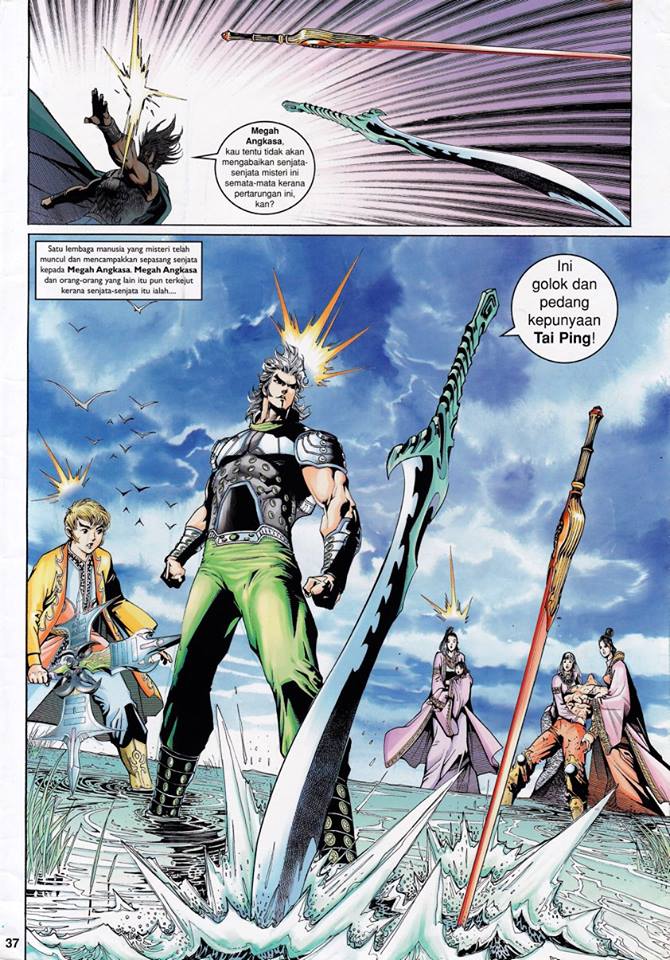 Megah
Angkasa,
kau tentu tidak akan
mengabaikan senjata-
senjata misteri ini
semata-mata kerana
pertarungan ini,
kan?
Satu lembaga manusia yang misteri telah
muncul dan mencampakkan sepasang senjata
kepada Megah Angkasa. Megah Angkasa
dan orang-orang yang lain itu pun terkejut
kerana senjata-senjata itu ialah....
Ini
golok dan
pedang
kepunyaan
Tai Ping!
37